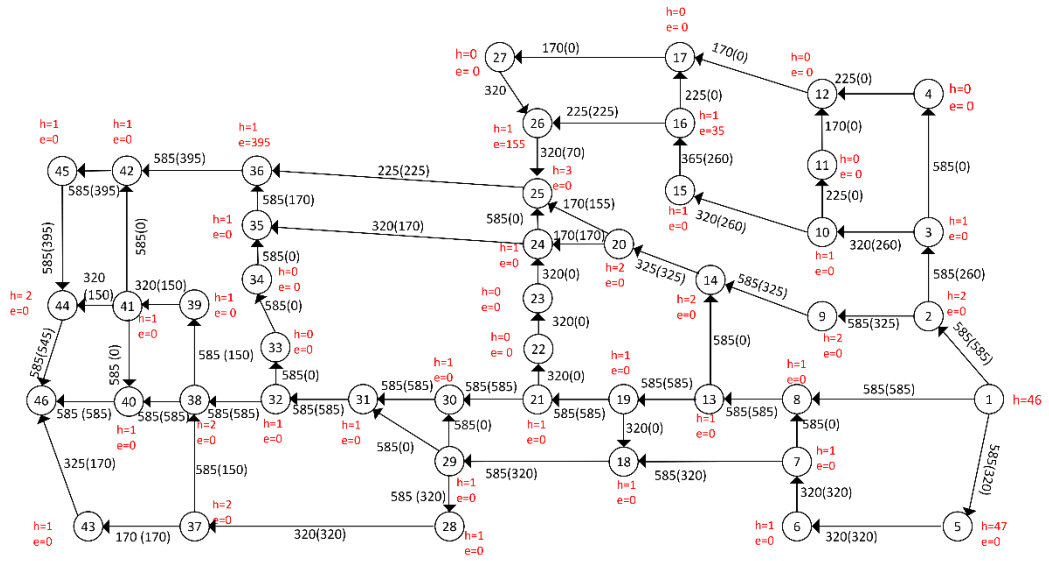 h=0
e= 0
h=0
e= 0
27
170(0)
17
170(0)
h=0
e= 0
12
225(0)
4
h=0
e= 0
320
225(0)
h=1
e=155
26
225(225)
16
h=1
e=35
170(0)
h=1
e=0
h=1
e=0
h=1
e=395
320(70)
365(260)
11
h=0
e= 0
585(0)
45
585(395)
42
585(395)
36
225(225)
h=3
e=0
25
15
h=1
e=0
225(0)
585(170)
170(155)
320(260)
585(395)
585(0)
h=1
e=0
35
320(170)
585(0)
h=1
e=0
24
170(170)
20
h=2
e=0
10
h=1
e=0
320(260)
3
h=1
e=0
585(0)
325(325)
34
h=0
e=0
320(0)
14
h=2
e=0
585(325)
585(260)
h= 2
e=0
44
320
(150)
41
h=1
e=0
320(150)
39
h=1
e= 0
585(0)
h=0
e=0
23
320(0)
9
h=2
e=0
585(325)
2
h=2
e=0
585(545)
585 (0)
585 (150)
33
h=0
e=0
h=0
e= 0
22
585(0)
585(585)
585(0)
320(0)
46
585 (585)
40
h=1
e=0
585(585)
38
h=2
e=0
585(585)
32
h=1
e=0
585(585)
31
h=1
e=0
585(585)
30
h=1
e=0
585(585)
21
h=1
e=0
585(585)
19
h=1
e=0
585(585)
13
h=1
e=0
585(585)
8
h=1
e=0
585(585)
1
h=46
325(170)
585(150)
585(0)
585(0)
29
h=1
e=0
585(320)
320(0)
18
h=1
e=0
585(320)
585(0)
7
h=1
e=0
585(320)
585 (320)
320(320)
h=1
e=0
43
170 (170)
37
h=2
e=0
320(320)
28
h=1
e=0
h=1
e=0
6
320(320)
5
h=47
e=0